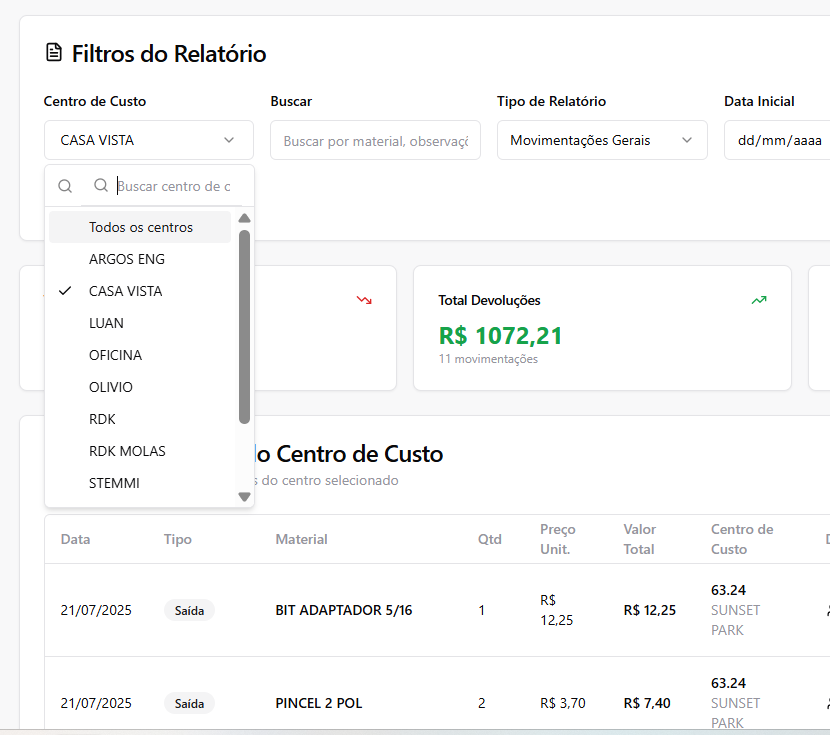 Filtros do Relatório
Centro de Custo
Buscar
Tipo de Relatório
Data Inicial
CASA VISTA
Buscar por material, observaçõ
Movimentações Gerais
dd/mm/aaaa
Buscar centro de c
Todos os centros
ARGOS ENG
CASA VISTA
LUAN
OFICINA
OLIVIO
RDK
RDK MOLAS
STEMMI
Total Devoluções
R$ 1072,21
11 movimentações
lo Centro de Custo
s do centro selecionado
Data
Tipo
Material
Qtd
Preço
Unit.
Valor
Total
Centro de
Custo
21/07/2025
Saída
BIT ADAPTADOR 5/16
1
R$
12,25
R$ 12,25
63.24
SUNSET
PARK
21/07/2025
Saída
PINCEL 2 POL
2
R$ 3,70
R$ 7,40
63.24
SUNSET
PARK